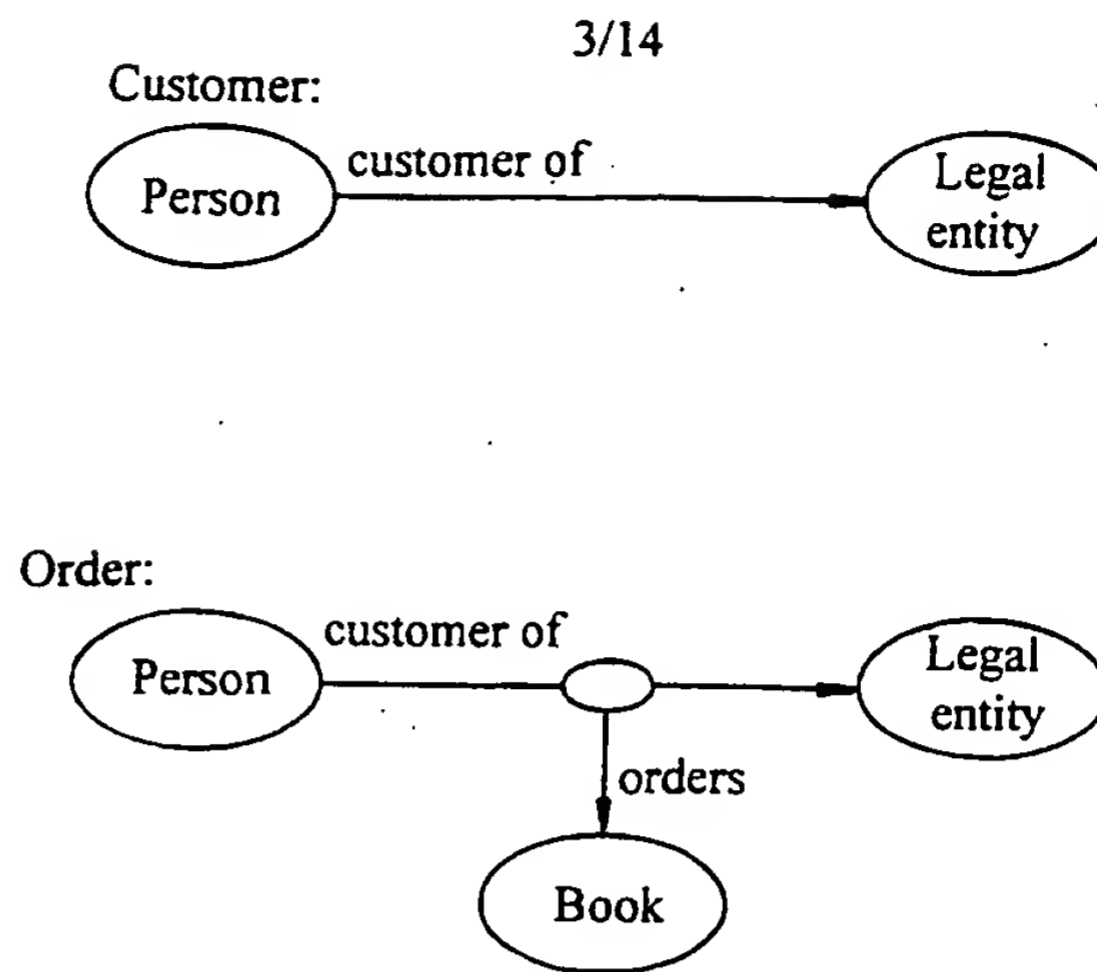 3/14
Customer:
Person
customer of
Legal
entity
Order:
Person
customer of
Legal
entity
orders
Book